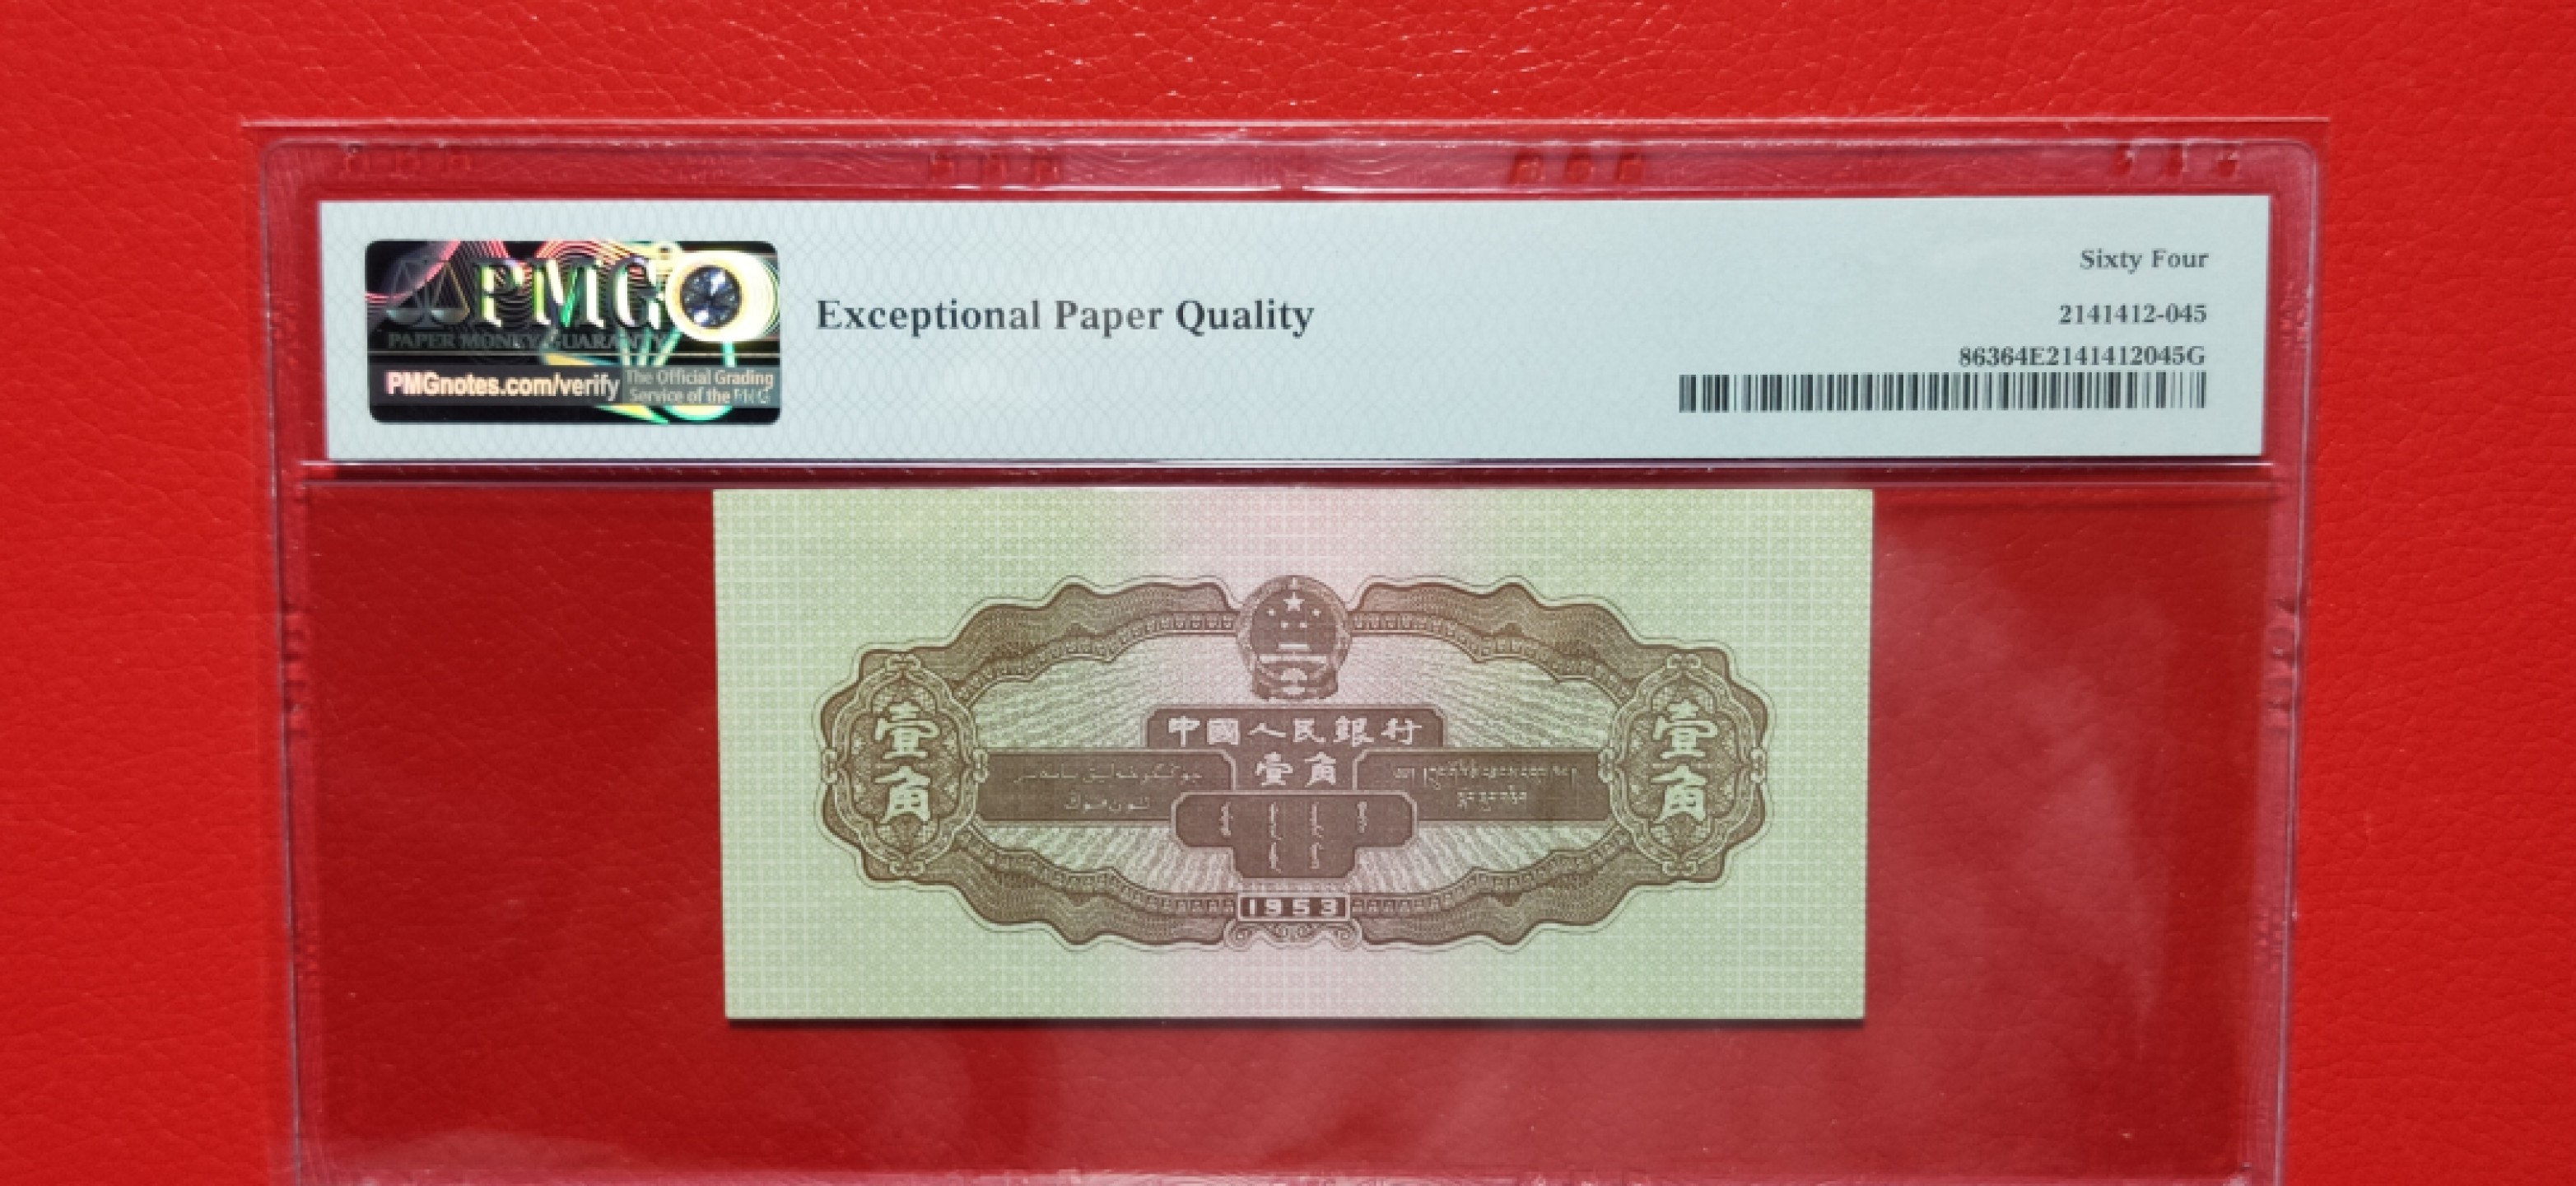 PMG
PAPER MONEY GUARANTY
PMGnotes.com/verify
The Official Grading
Service of the PNG
Exceptional Paper Quality
Sixty Four
2141412-045
86364E2141412045G
中國人民銀行
壹角
壹角
壹角
1953